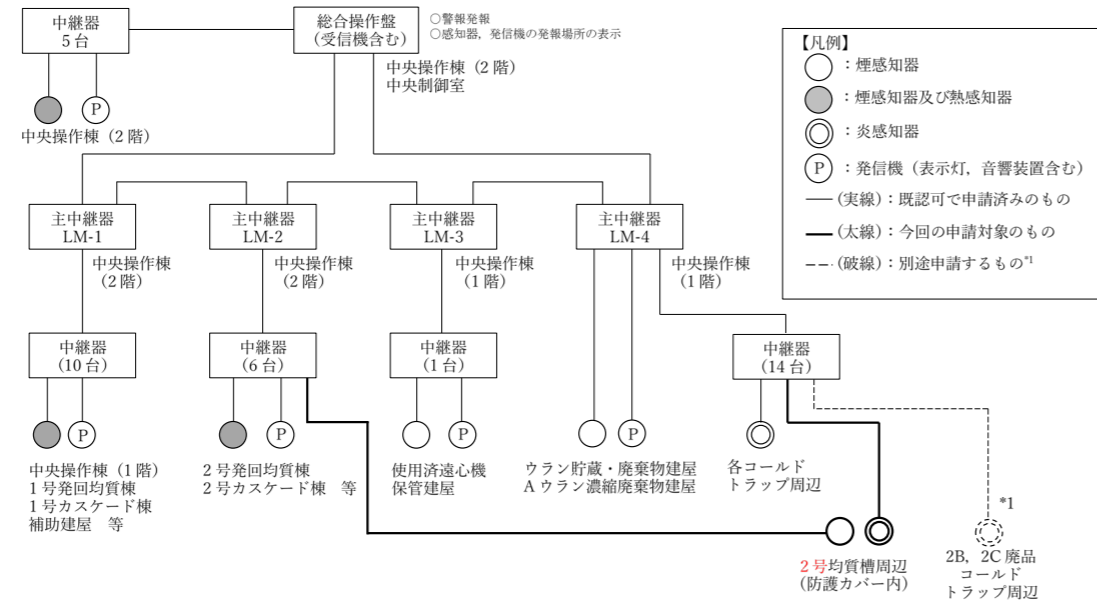 中継器
5 台
総合操作盤
（受信機含む）
○警報発報
○感知器，発信機の発報場所の表示
中央操作棟（2 階）
中央制御室
P
中央操作棟（2 階）
【凡例】
：煙感知器
：煙感知器及び熱感知器
：炎感知器
P
：発信機（表示灯，音響装置含む）
(実線)：既認可で申請済みのもの
(太線)：今回の申請対象のもの
(破線)：別途申請するもの*1
主中継器
LM-1
主中継器
LM-2
主中継器
LM-3
主中継器
LM-4
中央操作棟
（2 階）
中央操作棟
（2 階）
中央操作棟
（1 階）
中央操作棟
（1 階）
中継器
(10 台)
中継器
(6 台)
中継器
(1 台)
中継器
(14 台)
P
P
P
P
中央操作棟（1 階）
1 号発回均質棟
1 号カスケード棟
補助建屋　等
2 号発回均質棟
2 号カスケード棟　等
使用済遠心機
保管建屋
ウラン貯蔵・廃棄物建屋
A ウラン濃縮廃棄物建屋
各コールド
トラップ周辺
2 号均質槽周辺
(防護カバー内)
*1
2B，2C 廃品
コールド
トラップ周辺